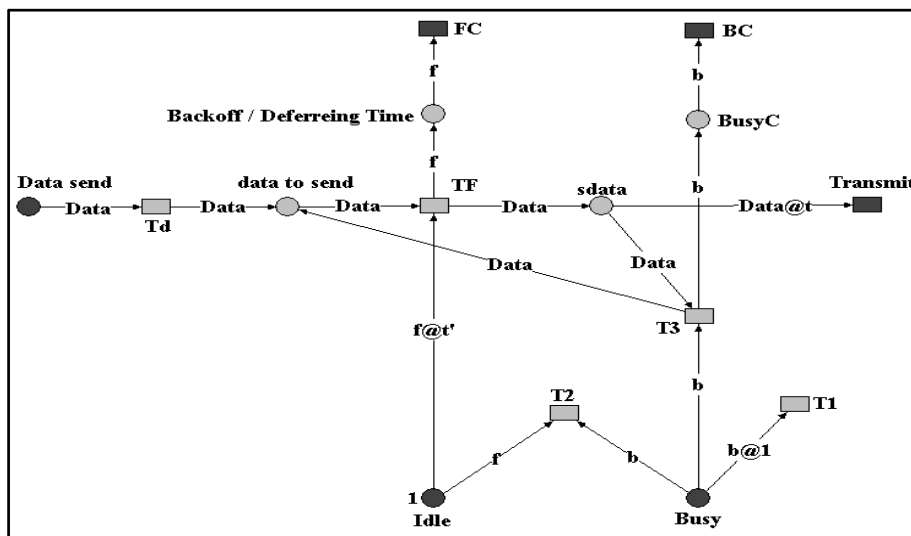 FC
BC
f
b
Backoff / Deferreing Time
BusyC
f
Data send
data to send
TF
sdata
b
Transmit
Data
Data
Data
Data
Data@t
Td
Data
Data
T3
f@t'
b
T2
T1
f
b
b@1
1
Idle
Busy